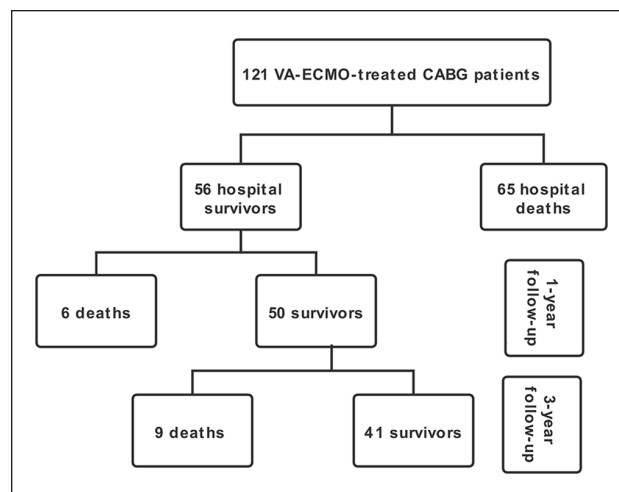 121 VA-ECMO-treated CABG patients
56 hospital
survivors
65 hospital
deaths
6 deaths
50 survivors
1-year
follow-up
9 deaths
41 survivors
3-year
follow-up